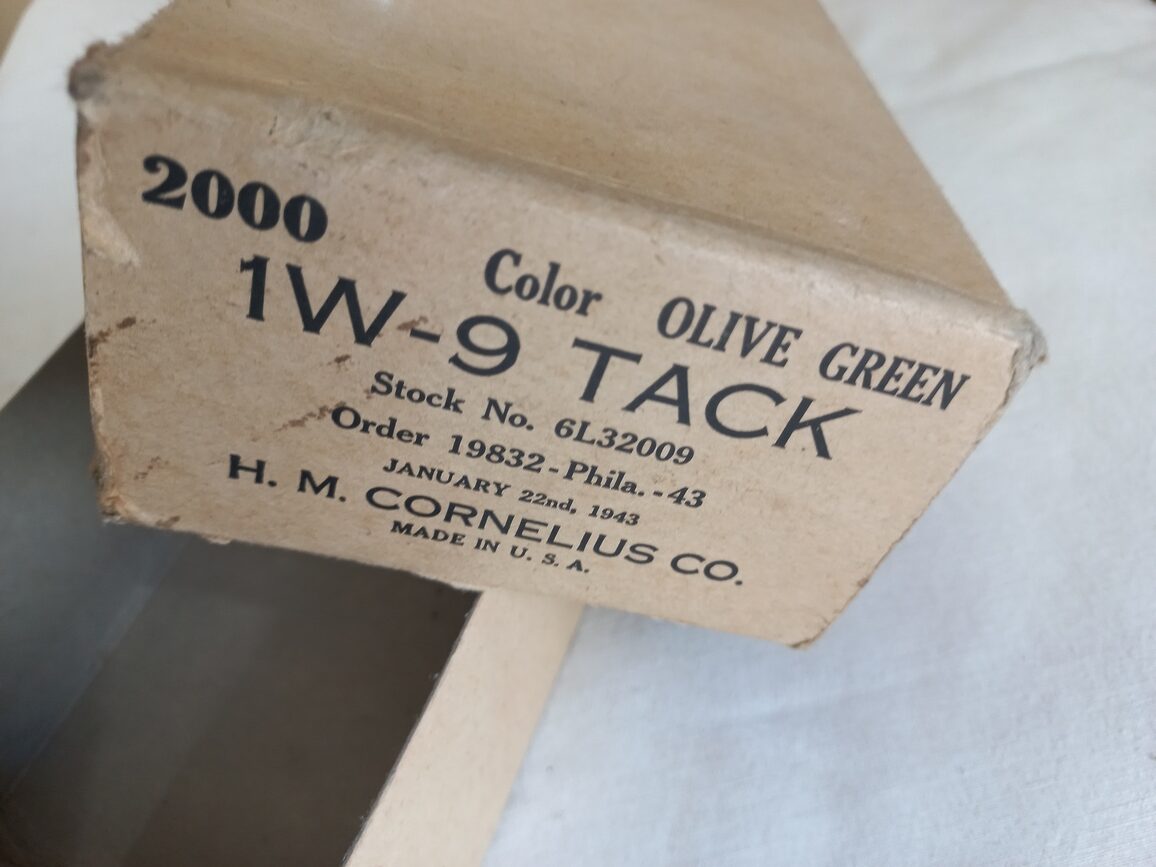 2000
Color OLIVE GREEN
1W-9 TACK
Stock No. 6L32009
Order 19832-Phila.-43
JANUARY 22nd, 1943
H. M. CORNELIUS CO.
MADE IN U. S. A.